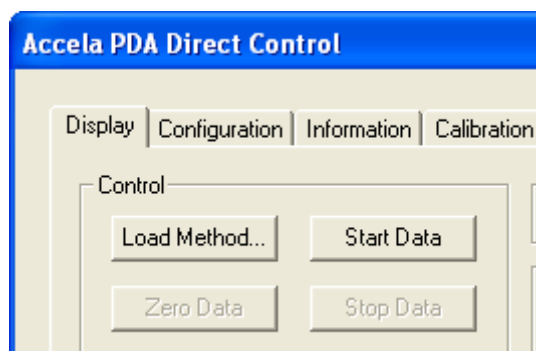 Accela PDA Direct Control
Display Configuration Information Calibration
Control
Load Method... Start Data
Zero Data Stop Data